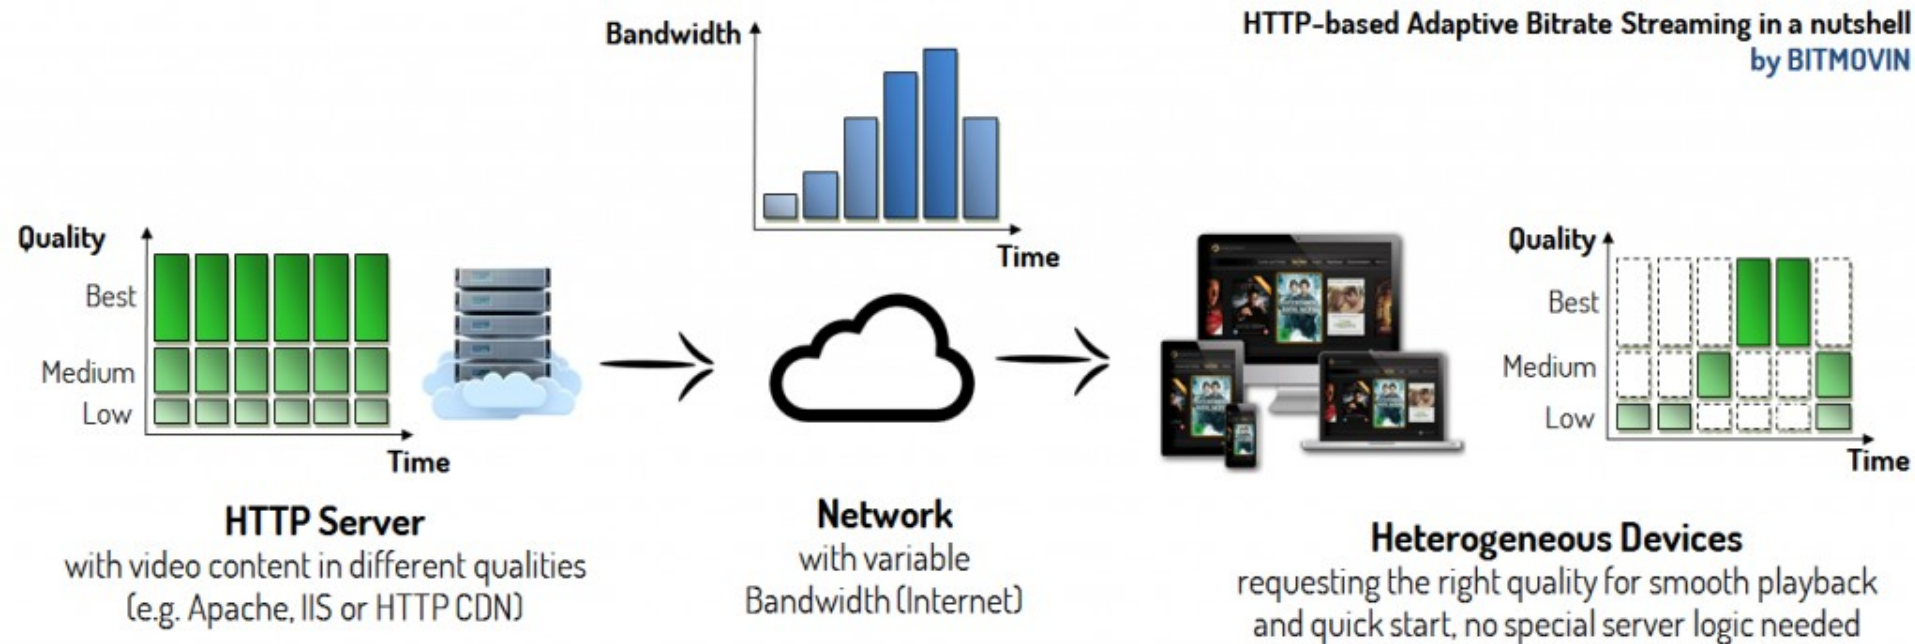 HTTP-based Adaptive Bitrate Streaming in a nutshell
by BITMOVIN
Bandwidth
Time
Quality
Best
Medium
Low
Time
Quality
Best
Medium
Low
Time
HTTP Server
with video content in different qualities
(e.g. Apache, IIS or HTTP CDN)
Network
with variable
Bandwidth (Internet)
Heterogeneous Devices
requesting the right quality for smooth playback
and quick start, no special server logic needed